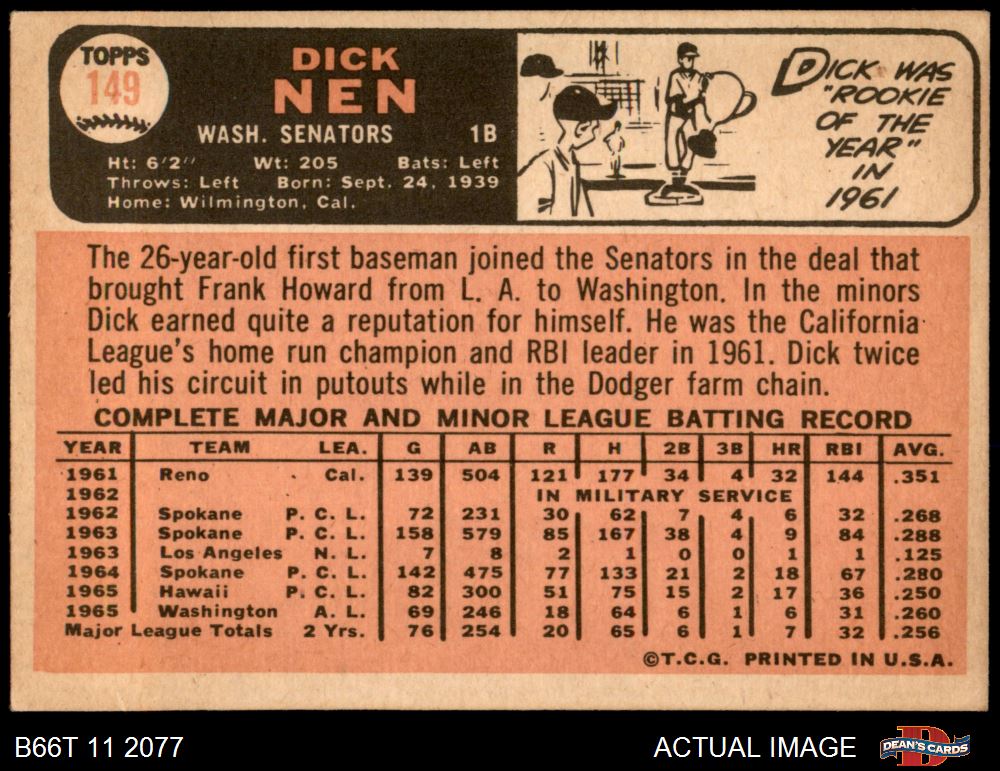 TOPPS
149
DICK
NEN
WASH. SENATORS 1B
Ht: 6'2" Wt: 205 Bats: Left
Throws: Left Born: Sept. 24, 1939
Home: Wilmington, Cal.
DICK WAS
"ROOKIE
OF THE
YEAR"
IN
1961
The 26-year-old first baseman joined the Senators in the deal that
brought Frank Howard from L. A. to Washington. In the minors
Dick earned quite a reputation for himself. He was the California
League's home run champion and RBI leader in 1961. Dick twice
led his circuit in putouts while in the Dodger farm chain.
COMPLETE MAJOR AND MINOR LEAGUE BATTING RECORD
YEAR TEAM LEA. G AB R H 2B 3B HR RBI AVG.
1961 Reno Cal. 139 504 121 177 34 4 32 144 .351
1962 IN MILITARY SERVICE
1962 Spokane P. C. L. 72 231 30 62 7 4 6 32 .268
1963 Spokane P. C. L. 158 579 85 167 38 4 9 84 .288
1963 Los Angeles N. L. 7 8 2 1 0 0 1 1 .125
1964 Spokane P. C. L. 142 475 77 133 21 2 18 67 .280
1965 Hawaii P. C. L. 82 300 51 75 15 2 17 36 .250
1965 Washington A. L. 69 246 18 64 6 1 6 31 .260
Major League Totals 2 Yrs. 76 254 20 65 6 1 7 32 .256
©T.C.G. PRINTED IN U.S.A.
B66T 11 2077 ACTUAL IMAGE DEAN'S CARDS